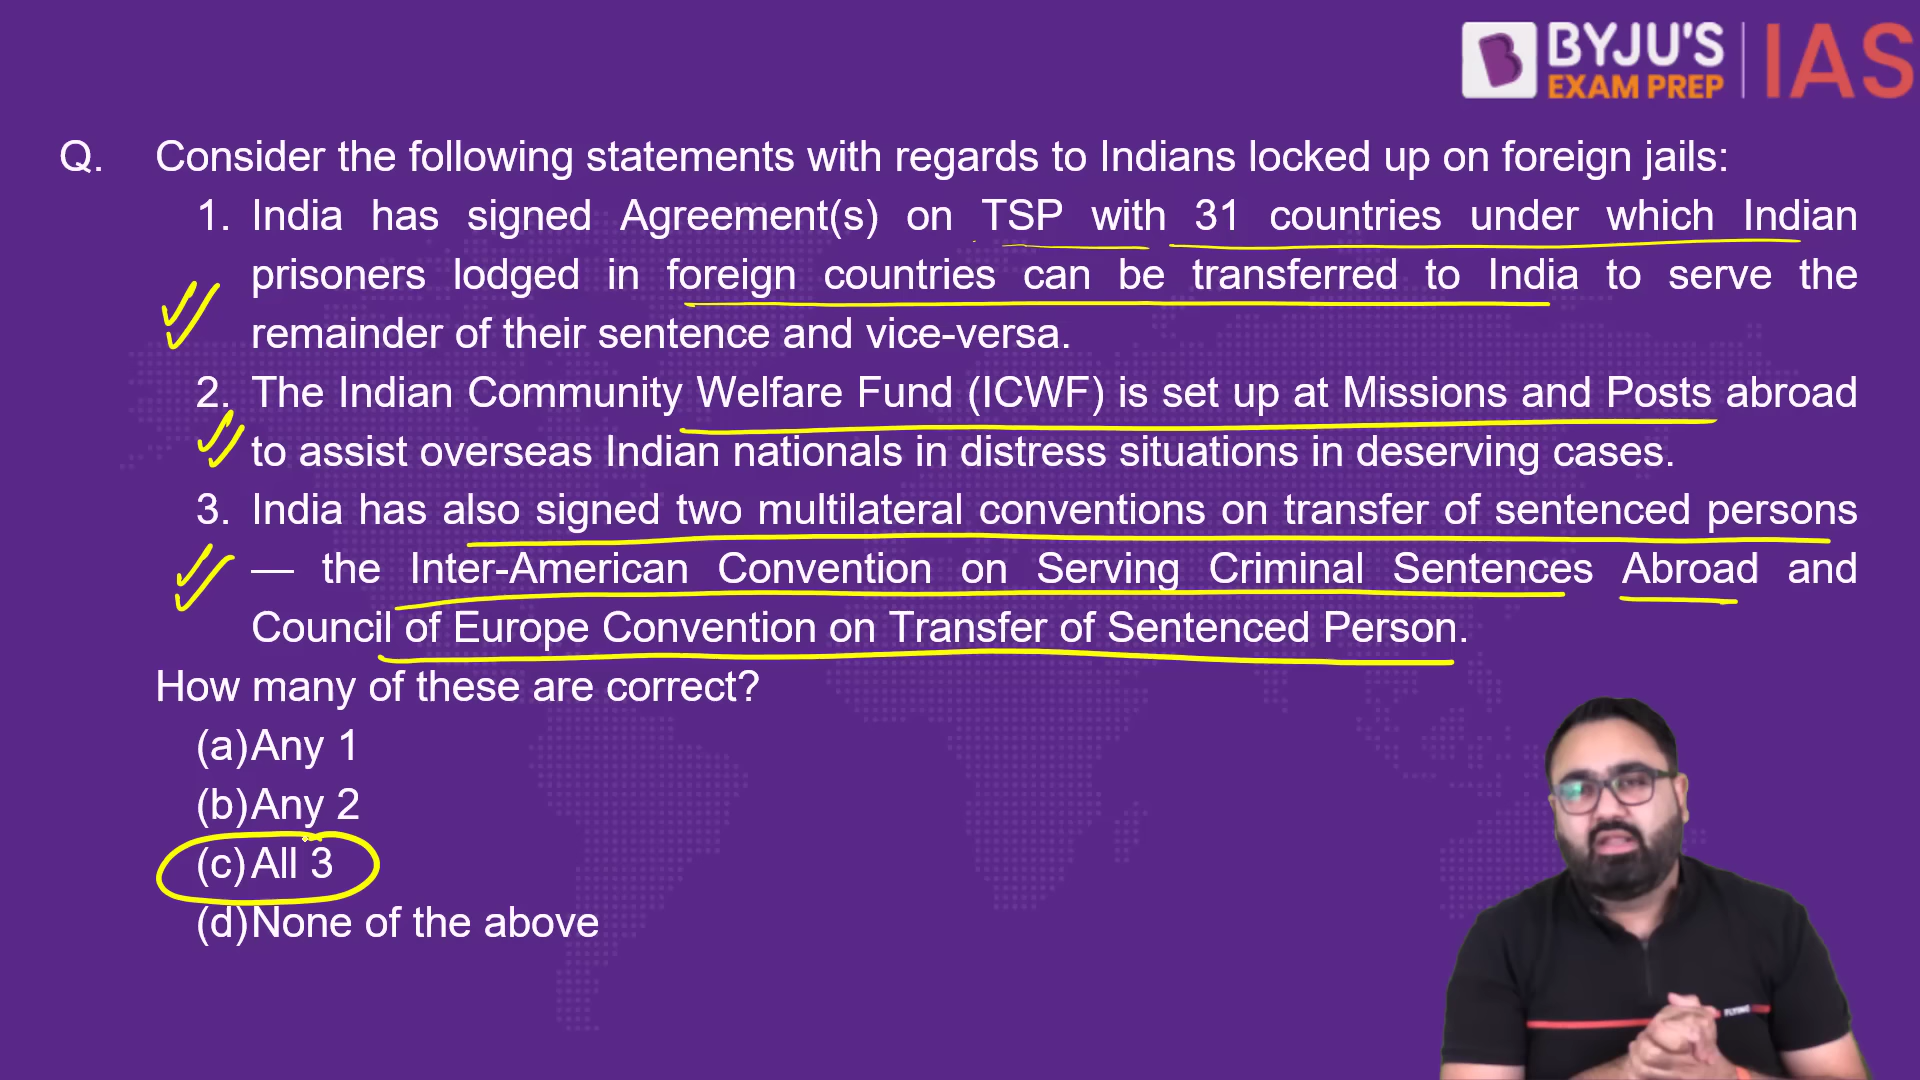 BYJU'S
EXAM PREP
IAS
Q. Consider the following statements with regards to Indians locked up on foreign jails:
1. India has signed Agreement(s) on TSP with 31 countries under which Indian
prisoners lodged in foreign countries can be transferred to India to serve the
remainder of their sentence and vice-versa.
2. The Indian Community Welfare Fund (ICWF) is set up at Missions and Posts abroad
to assist overseas Indian nationals in distress situations in deserving cases.
3. India has also signed two multilateral conventions on transfer of sentenced persons
— the Inter-American Convention on Serving Criminal Sentences Abroad and
Council of Europe Convention on Transfer of Sentenced Person.
How many of these are correct?
(a) Any 1
(b) Any 2
(c) All 3
(d) None of the above